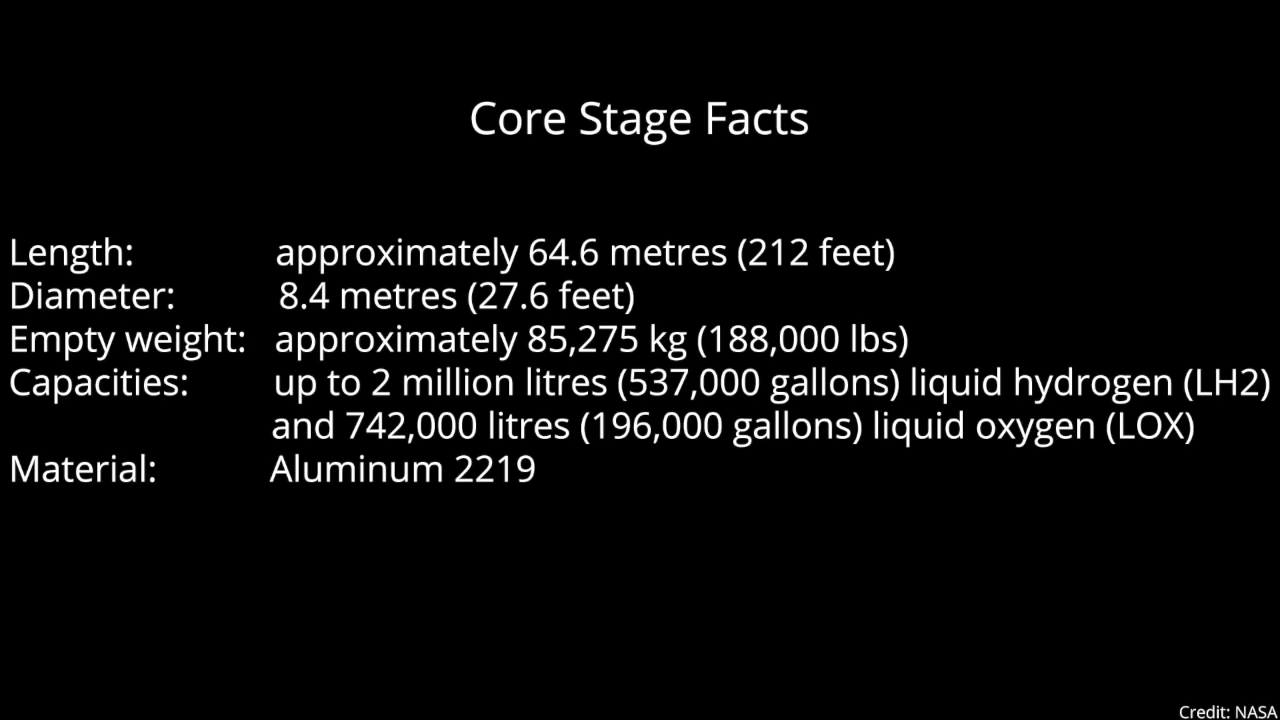 Core Stage Facts
Length: approximately 64.6 metres (212 feet)
Diameter: 8.4 metres (27.6 feet)
Empty weight: approximately 85,275 kg (188,000 lbs)
Capacities: up to 2 million litres (537,000 gallons) liquid hydrogen (LH2)
and 742,000 litres (196,000 gallons) liquid oxygen (LOX)
Material: Aluminum 2219
Credit: NASA